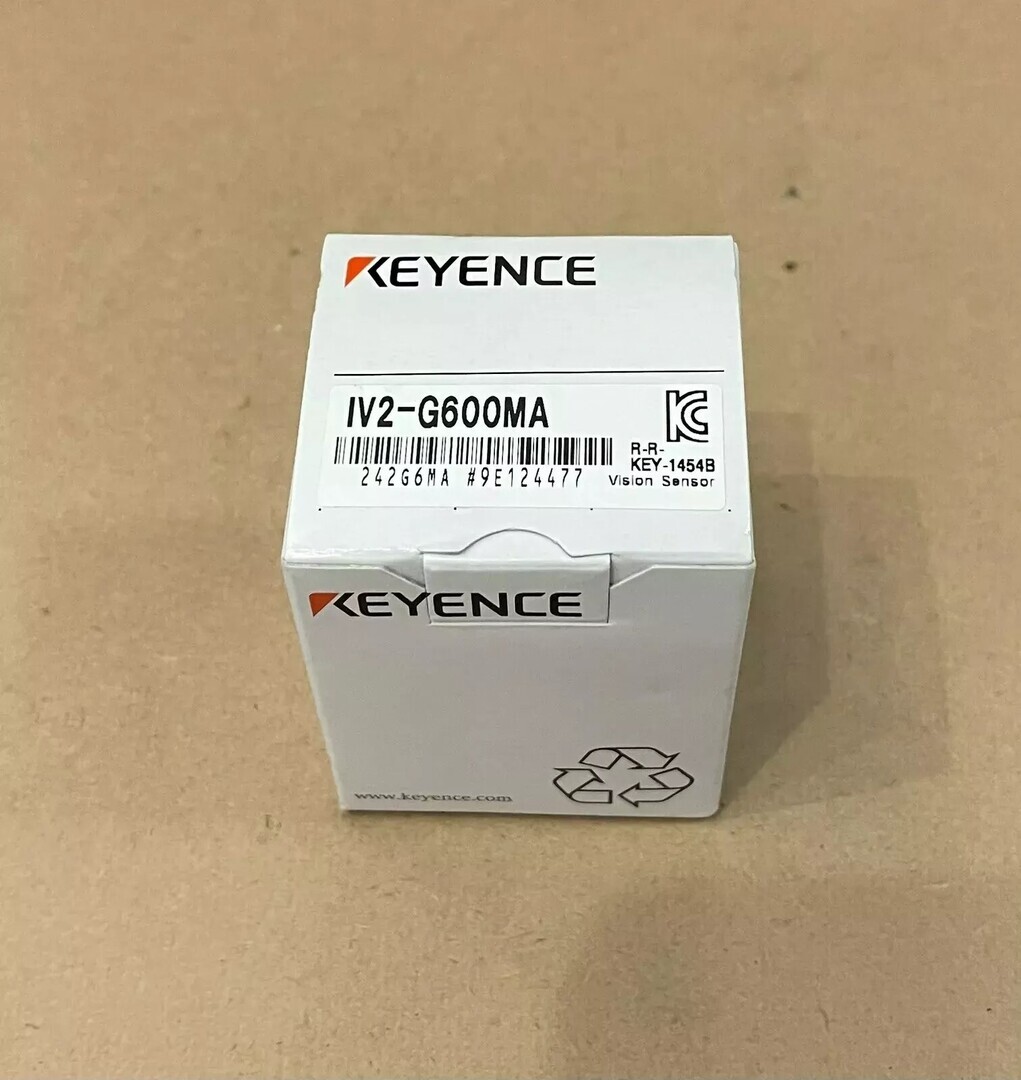 KEYENCE
IV2-G600MA
R-R-
KEY-1454B
242G6MA #9E124477
Vision Sensor
KEYENCE
www.keyence.com